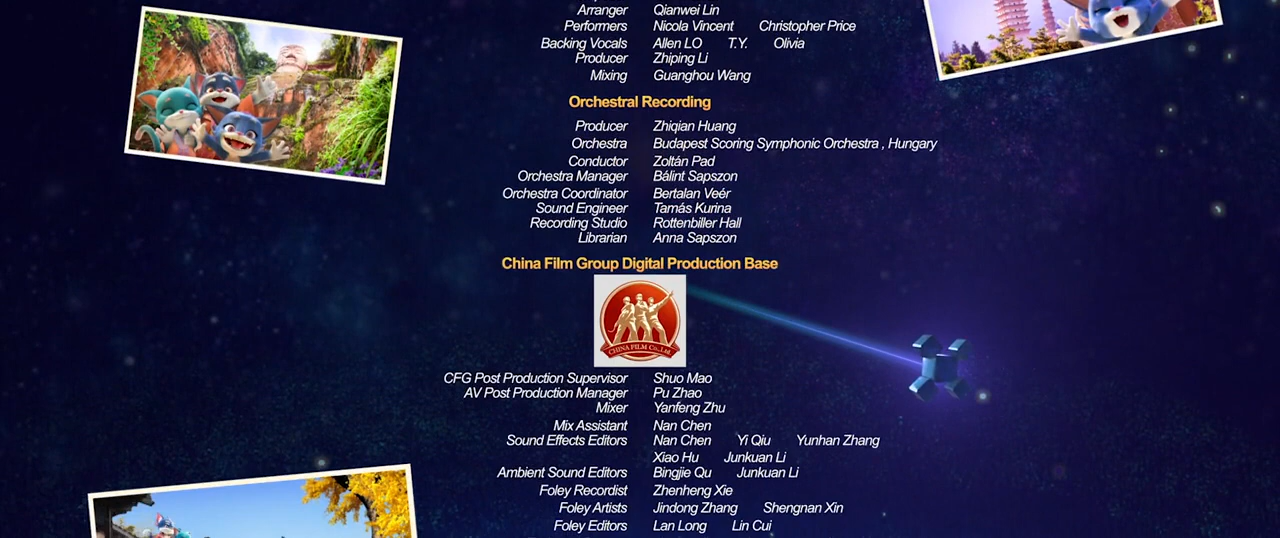 Arranger Qianwei Lin
Performers Nicola Vincent Christopher Price
Backing Vocals Allen LO T.Y. Olivia
Producer Zhiping Li
Mixing Guanghou Wang
Orchestral Recording
Producer Zhiqian Huang
Orchestra Budapest Scoring Symphonic Orchestra , Hungary
Conductor Zoltán Pad
Orchestra Manager Bálint Sapszon
Orchestra Coordinator Bertalan Veér
Sound Engineer Tamás Kurina
Recording Studio Rottenbiller Hall
Librarian Anna Sapszon
China Film Group Digital Production Base
CHINA FILM Co.,Ltd.
CFG Post Production Supervisor Shuo Mao
AV Post Production Manager Pu Zhao
Mixer Yanfeng Zhu
Mix Assistant Nan Chen
Sound Effects Editors Nan Chen Yi Qiu Yunhan Zhang
Xiao Hu Junkuan Li
Ambient Sound Editors Bingjie Qu Junkuan Li
Foley Recordist Zhenheng Xie
Foley Artists Jindong Zhang Shengnan Xin
Foley Editors Lan Long Lin Cui